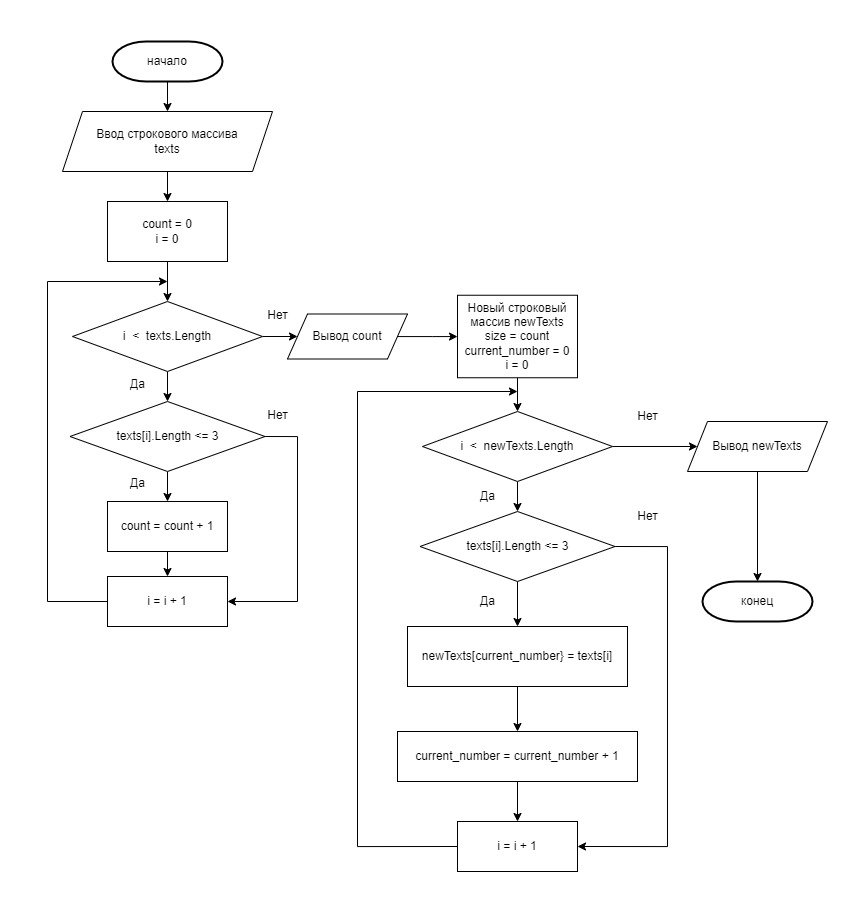 начало
Ввод строкового массива
texts
count = 0
i = 0
i < texts.Length
Нет
Да
texts[i].Length <= 3
Нет
Да
count = count + 1
i = i + 1
Вывод count
Новый строковый
массив newTexts
size = count
current_number = 0
i = 0
i < newTexts.Length
Нет
Да
texts[i].Length <= 3
Нет
Да
newTexts[current_number} = texts[i]
current_number = current_number + 1
i = i + 1
Вывод newTexts
конец